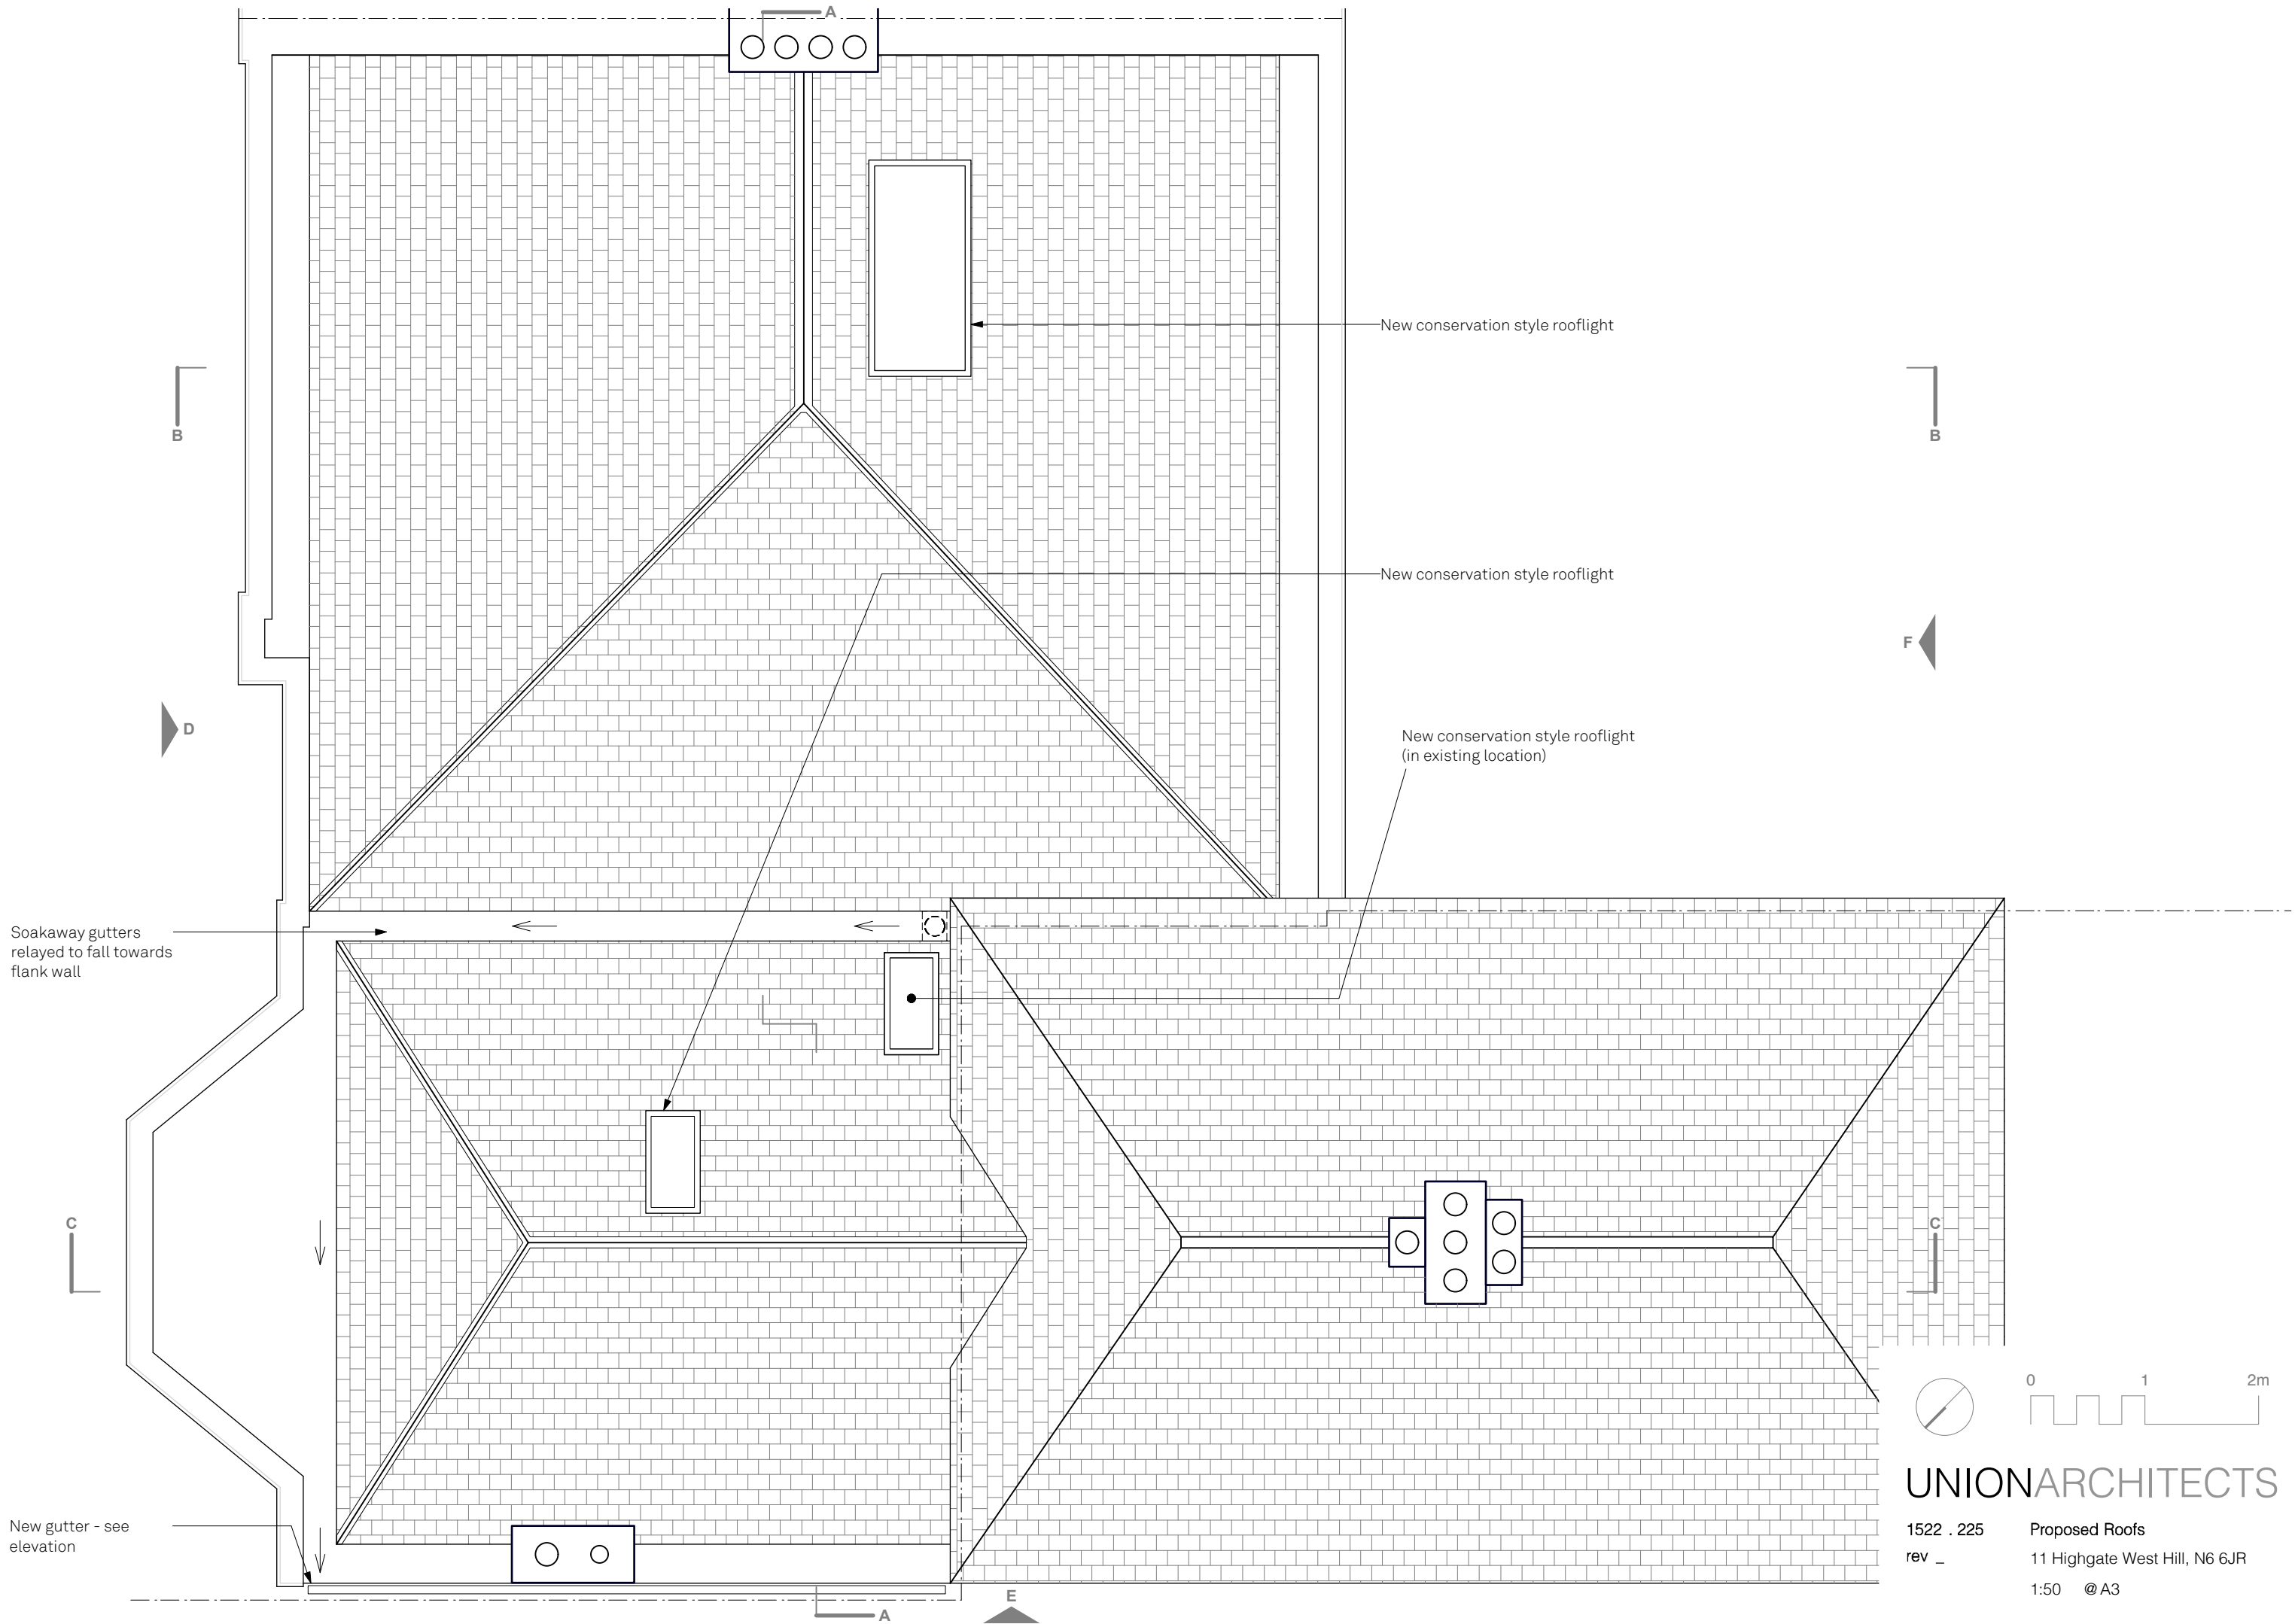 A
New conservation style rooflight
B
B
New conservation style rooflight
F
D
New conservation style rooflight
(in existing location)
Soakaway gutters
relayed to fall towards
flank wall
C
C
0 1 2m
UNIONARCHITECTS
New gutter - see
elevation
1522 . 225 Proposed Roofs
rev _ 11 Highgate West Hill, N6 6JR
1:50 @ A3
E
A